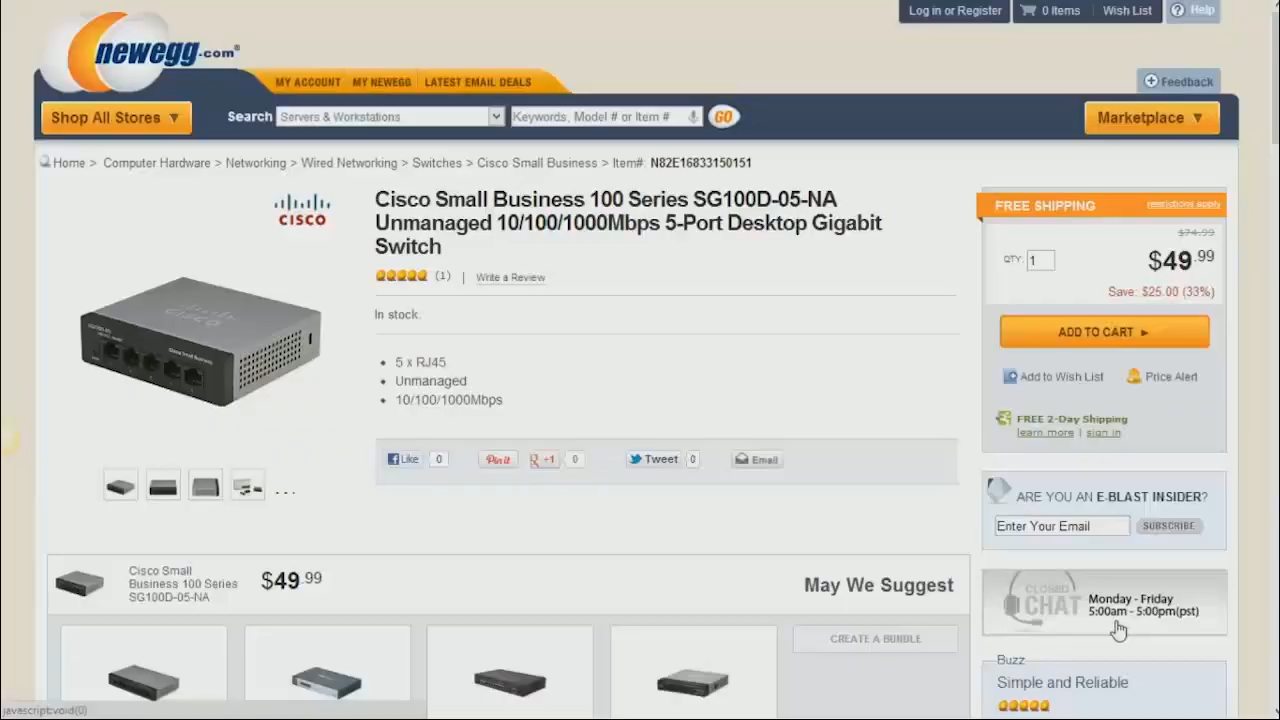 Log in or Register
0 Items
Wish List
Help
newegg.com®
MY ACCOUNT
MY NEWEGG
LATEST EMAIL DEALS
Feedback
Shop All Stores ▼
Search
Servers & Workstations
Keywords, Model # or Item #
GO
Marketplace ▼
Home > Computer Hardware > Networking > Wired Networking > Switches > Cisco Small Business > Item#: N82E16833150151
CISCO
Cisco Small Business 100 Series SG100D-05-NA
Unmanaged 10/100/1000Mbps 5-Port Desktop Gigabit
Switch
(1) | Write a Review
In stock.
• 5 x RJ45
• Unmanaged
• 10/100/1000Mbps
Like 0
Pin it
+1 0
Tweet 0
Email
. . .
FREE SHIPPING
restrictions apply
$74.99
QTY: 1
$49.99
Save: $25.00 (33%)
ADD TO CART ►
Add to Wish List
Price Alert
FREE 2-Day Shipping
learn more | sign in
ARE YOU AN E-BLAST INSIDER?
Enter Your Email
SUBSCRIBE
CLOSED
CHAT
Monday - Friday
5:00am - 5:00pm(pst)
Buzz
Simple and Reliable
Cisco Small
Business 100 Series
SG100D-05-NA
$49.99
May We Suggest
CREATE A BUNDLE
javascript:void(0)